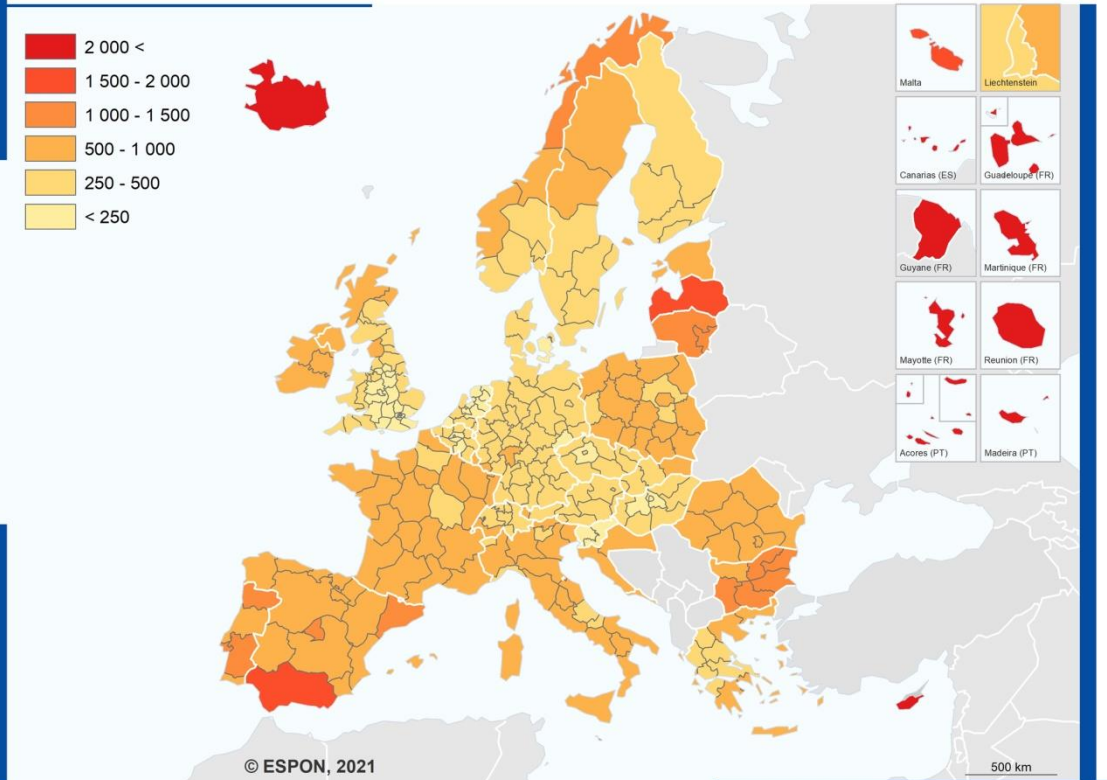 2 000 <
1 500 - 2 000
1 000 - 1 500
500 - 1 000
250 - 500
< 250
Malta
Liechtenstein
Canarias (ES)
Guadeloupe (FR)
Guyane (FR)
Martinique (FR)
Mayotte (FR)
Reunion (FR)
Acores (PT)
Madeira (PT)
© ESPON, 2021
500 km